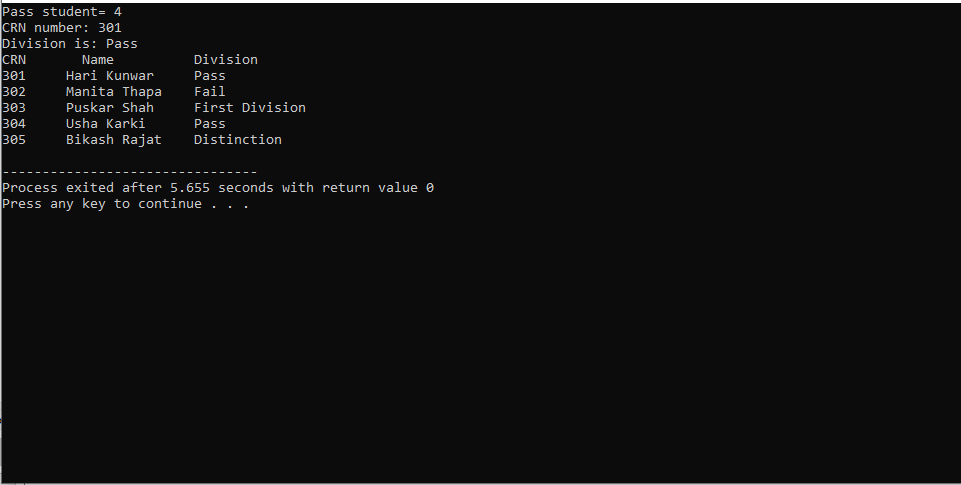 Pass student= 4
CRN number: 301
Division is: Pass
CRN       Name          Division
301     Hari Kunwar     Pass
302     Manita Thapa    Fail
303     Puskar Shah     First Division
304     Usha Karki      Pass
305     Bikash Rajat    Distinction
--------------------------------
Process exited after 5.655 seconds with return value 0
Press any key to continue . . .